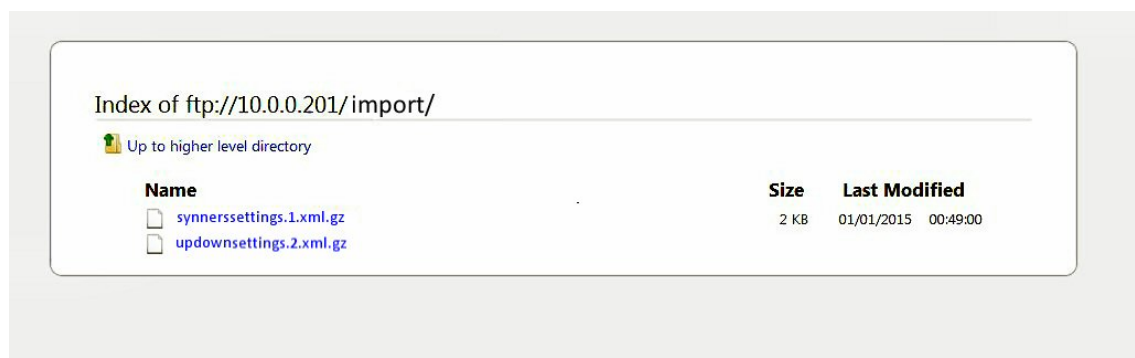 Index of ftp://10.0.0.201/import/
Up to higher level directory
Name Size Last Modified
synnerssettings.1.xml.gz 2 KB 01/01/2015 00:49:00
updownsettings.2.xml.gz